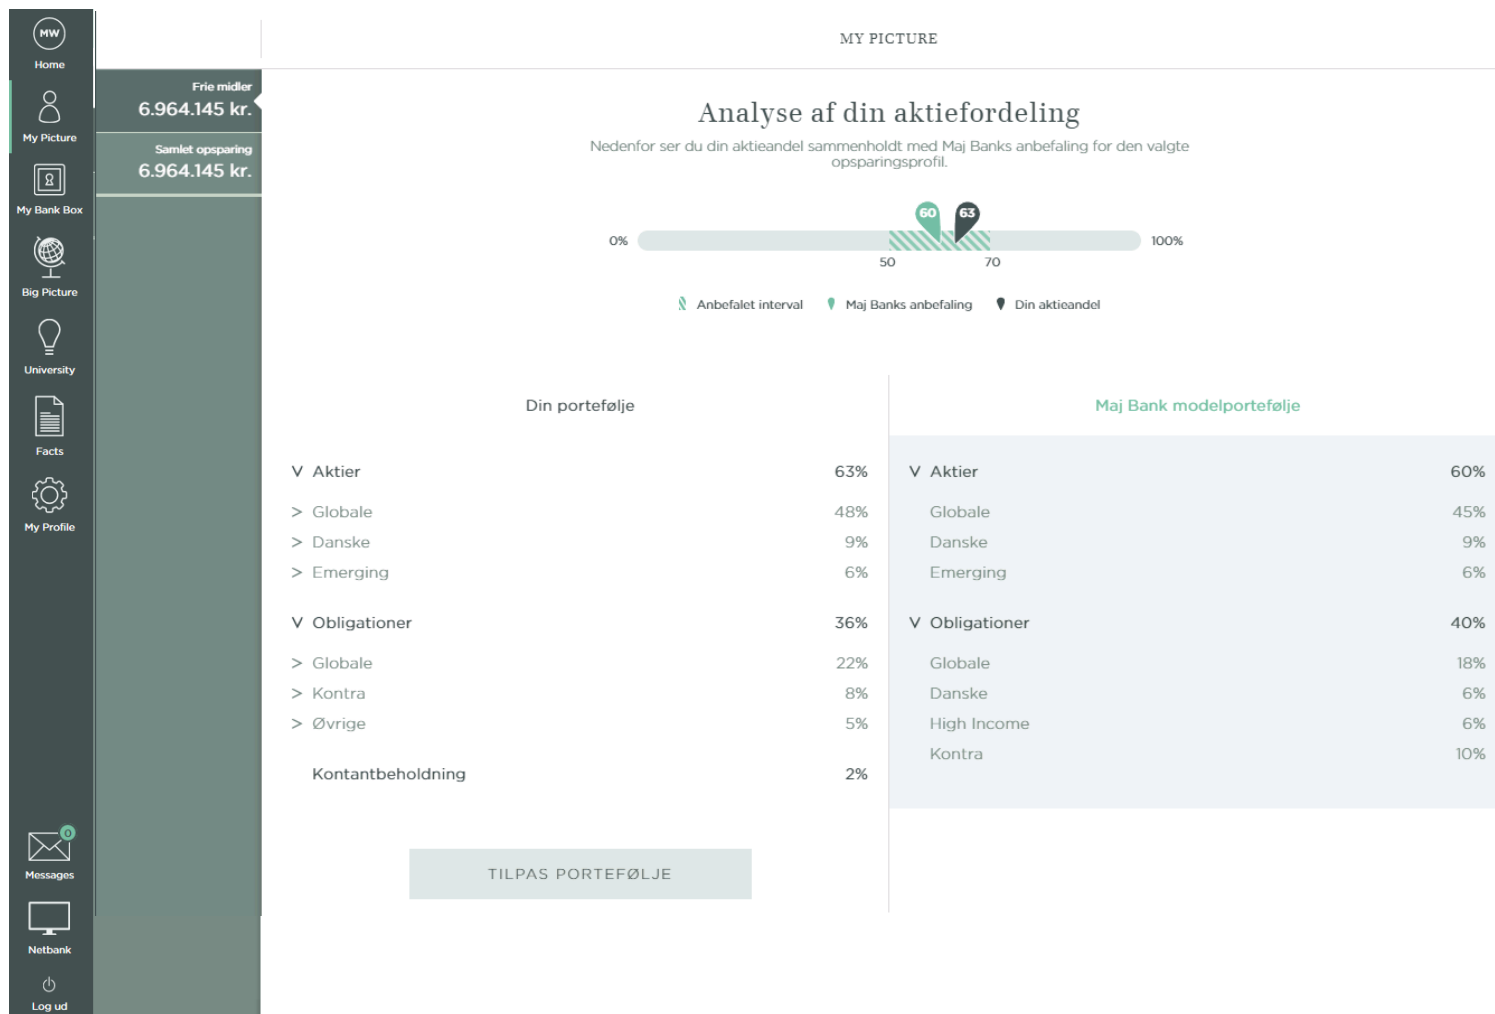 MW
Home
My Picture
My Bank Box
Big Picture
University
Facts
My Profile
0
Messages
Netbank
Log ud
Frie midler
6.964.145 kr.
Samlet opsparing
6.964.145 kr.
MY PICTURE
Analyse af din aktiefordeling
Nedenfor ser du din aktieandel sammenholdt med Maj Banks anbefaling for den valgte
opsparingsprofil.
60 63
0% 100%
50 70
Anbefalet interval Maj Banks anbefaling Din aktieandel
Din portefølje
Aktier 63%
> Globale 48%
> Danske 9%
> Emerging 6%
Obligationer 36%
> Globale 22%
> Kontra 8%
> Øvrige 5%
Kontantbeholdning 2%
TILPAS PORTEFØLJE
Maj Bank modelportefølje
Aktier 60%
Globale 45%
Danske 9%
Emerging 6%
Obligationer 40%
Globale 18%
Danske 6%
High Income 6%
Kontra 10%